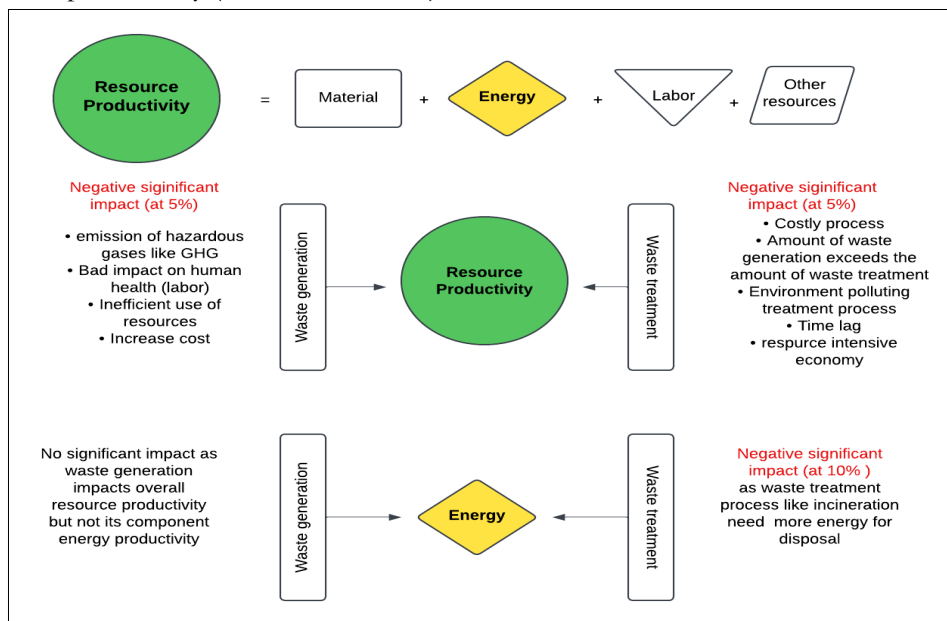 Resource
Productivity
=
Material
+
Energy
+
Labor
+
Other
resources
Negative siginificant
impact (at 5%)
• emission of hazardous
gases like GHG
• Bad impact on human
health (labor)
• Inefficient use of
resources
• Increase cost
Waste generation
Resource
Productivity
Waste treatment
Negative siginificant
impact (at 5%)
• Costly process
• Amount of waste
generation exceeds the
amount of waste treatment
• Environment polluting
treatment process
• Time lag
• respurce intensive
economy
No significant impact as
waste generation
impacts overall
resource productivity
but not its component
energy productivity
Waste generation
Energy
Waste treatment
Negative significant
impact (at 10% )
as waste treatment
process like incineration
need  more energy for
disposal